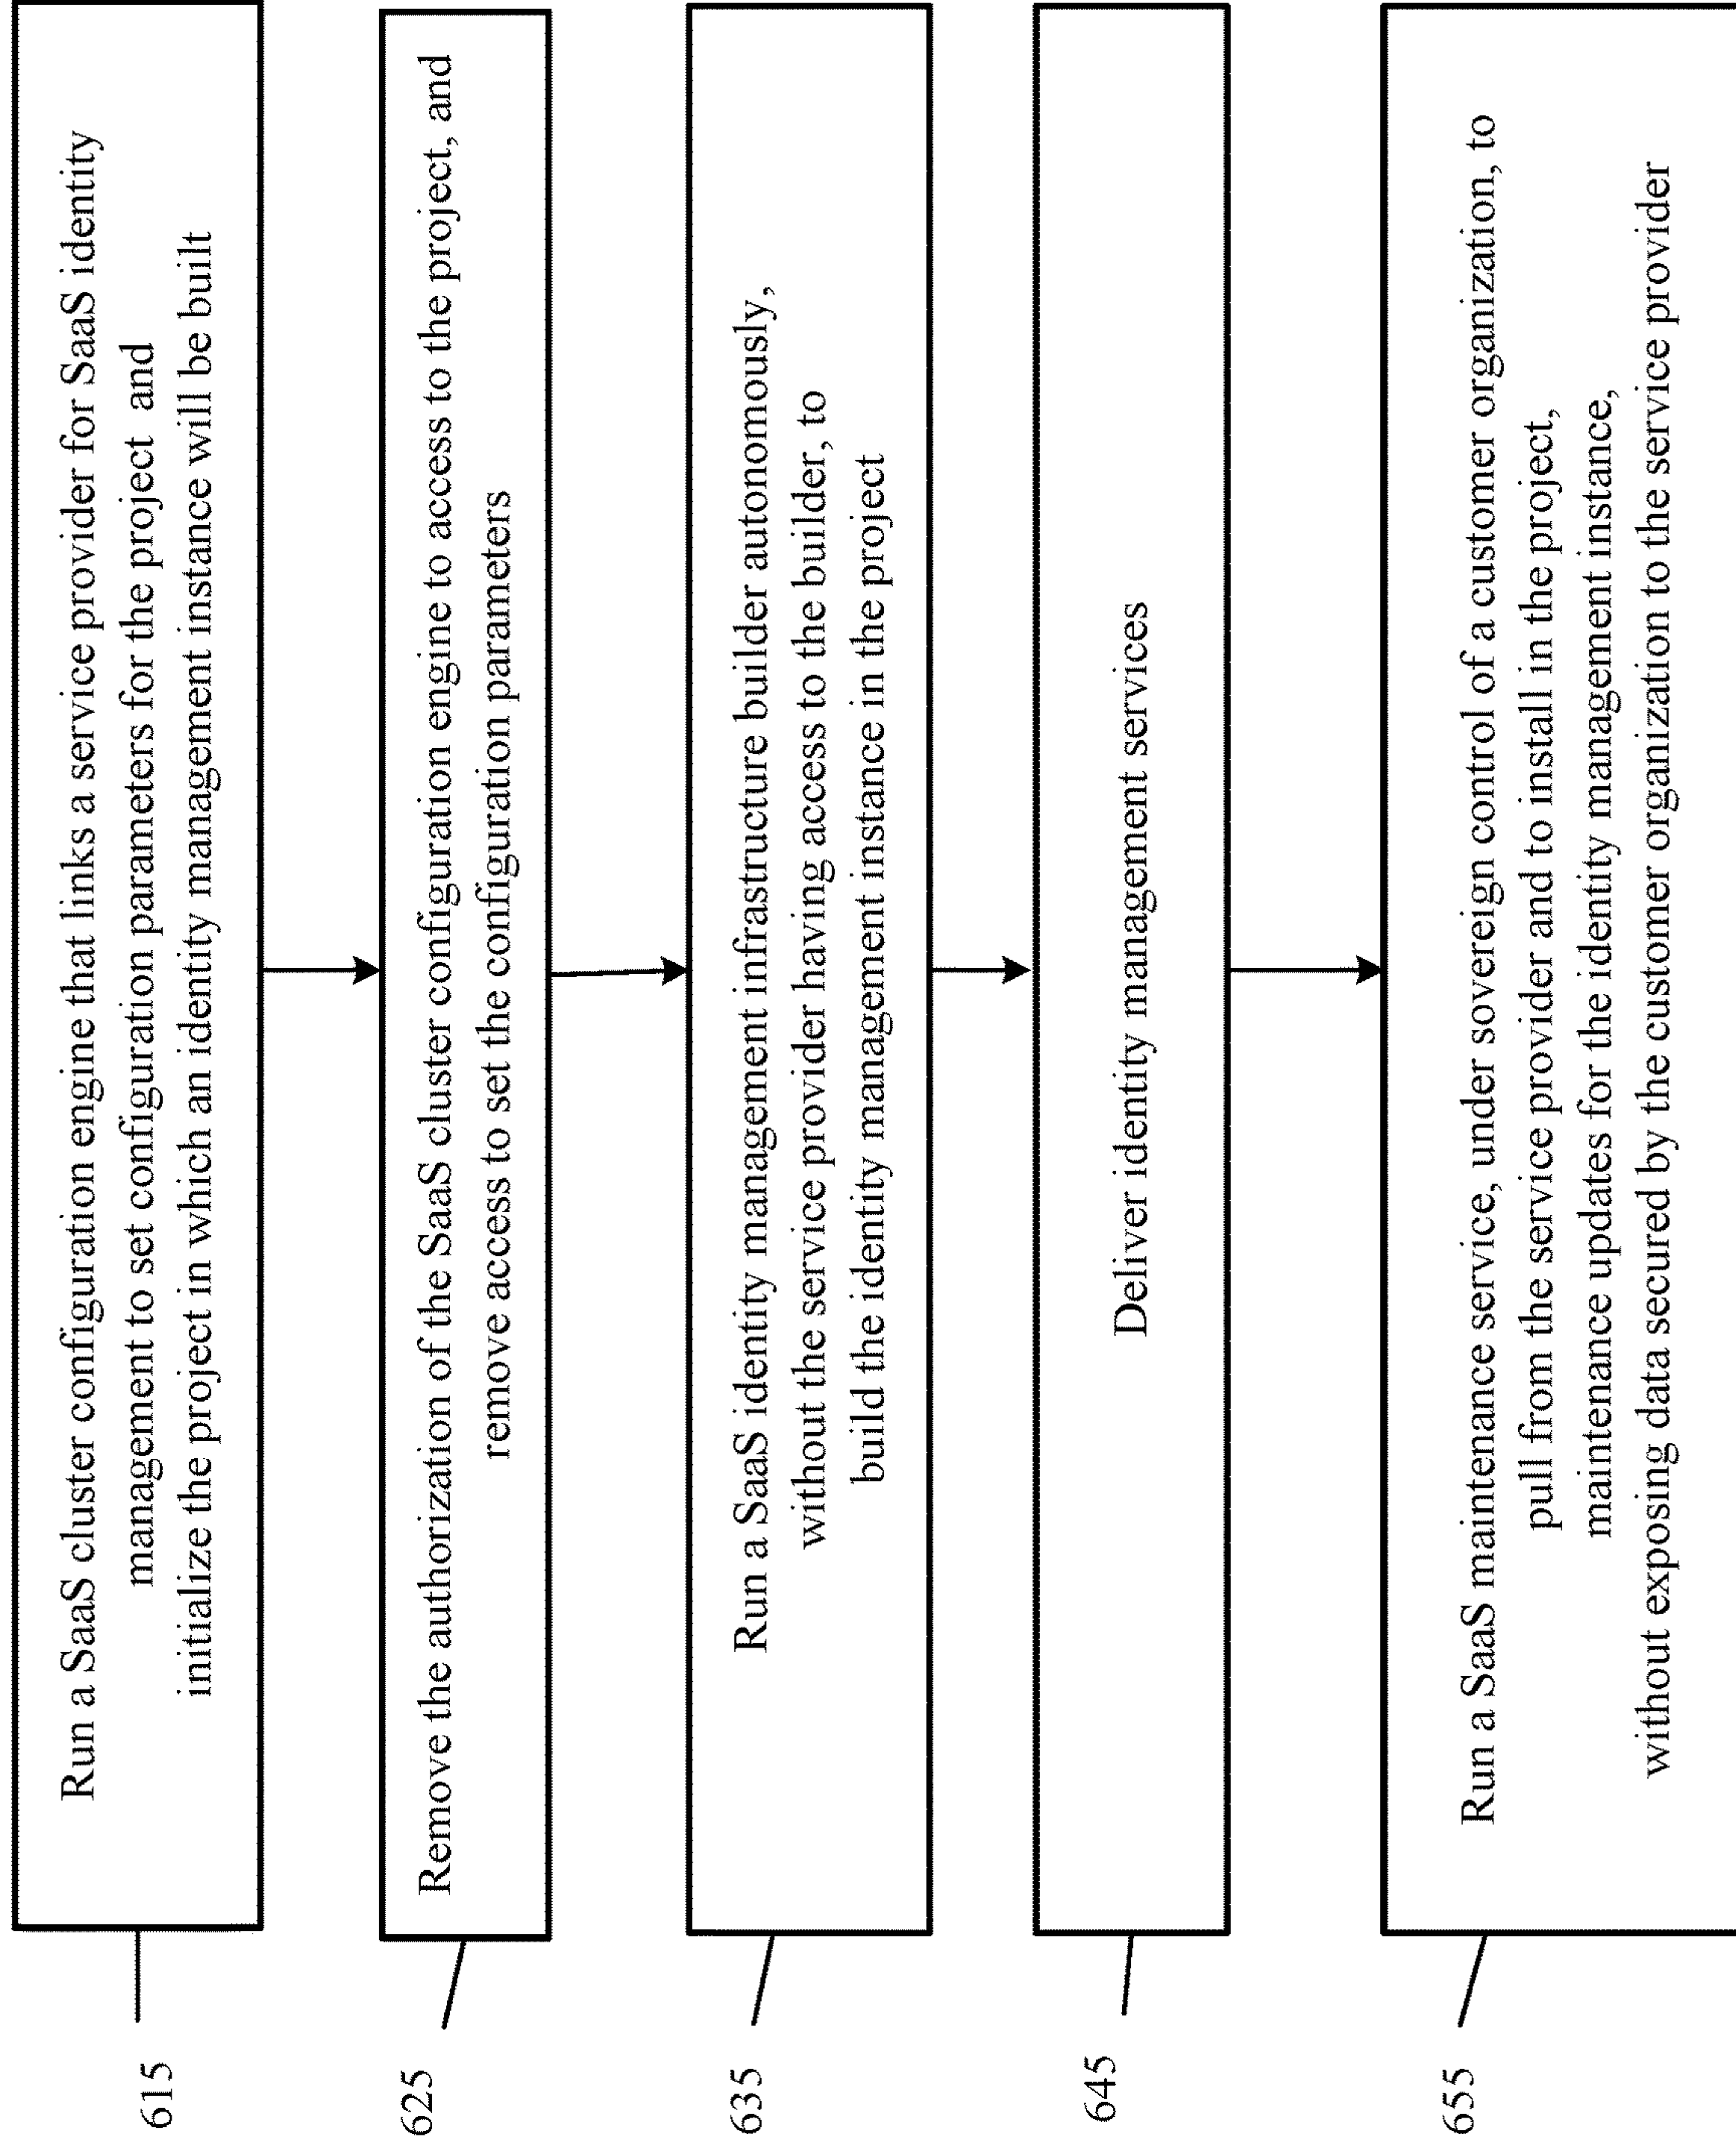 615
Run a SaaS cluster configuration engine that links a service provider for SaaS identity
management to set configuration parameters for the project and
initialize the project in which an identity management instance will be built
625
Remove the authorization of the SaaS cluster configuration engine to access to the project, and
remove access to set the configuration parameters
635
Run a SaaS identity management infrastructure builder autonomously,
without the service provider having access to the builder, to
build the identity management instance in the project
645
Deliver identity management services
655
Run a SaaS maintenance service, under sovereign control of a customer organization, to
pull from the service provider and to install in the project,
maintenance updates for the identity management instance,
without exposing data secured by the customer organization to the service provider